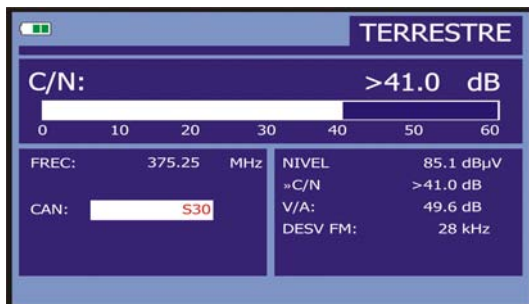 TERRESTRE
C/N: >41.0 dB
0 10 20 30 40 50 60
FREC: 375.25 MHz
CAN: S30
NIVEL 85.1 dBµV
»C/N >41.0 dB
V/A: 49.6 dB
DESV FM: 28 kHz